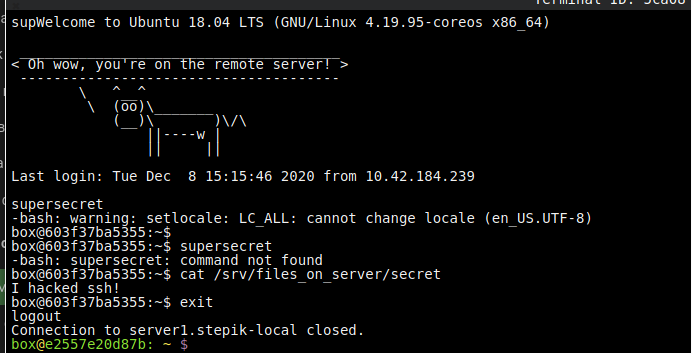 Terminal ID:
supWelcome to Ubuntu 18.04 LTS (GNU/Linux 4.19.95-coreos x86_64)
 ______________________________________
< Oh wow, you're on the remote server! >
 --------------------------------------
        \   ^__^
         \  (oo)\_______
            (__)\       )\/\
                ||----w |
                ||     ||
Last login: Tue Dec  8 15:15:46 2020 from 10.42.184.239
supersecret
-bash: warning: setlocale: LC_ALL: cannot change locale (en_US.UTF-8)
box@603f37ba5355:~$
box@603f37ba5355:~$ supersecret
-bash: supersecret: command not found
box@603f37ba5355:~$ cat /srv/files_on_server/secret
I hacked ssh!
box@603f37ba5355:~$ exit
logout
Connection to server1.stepik-local closed.
box@e2557e20d87b: ~ $